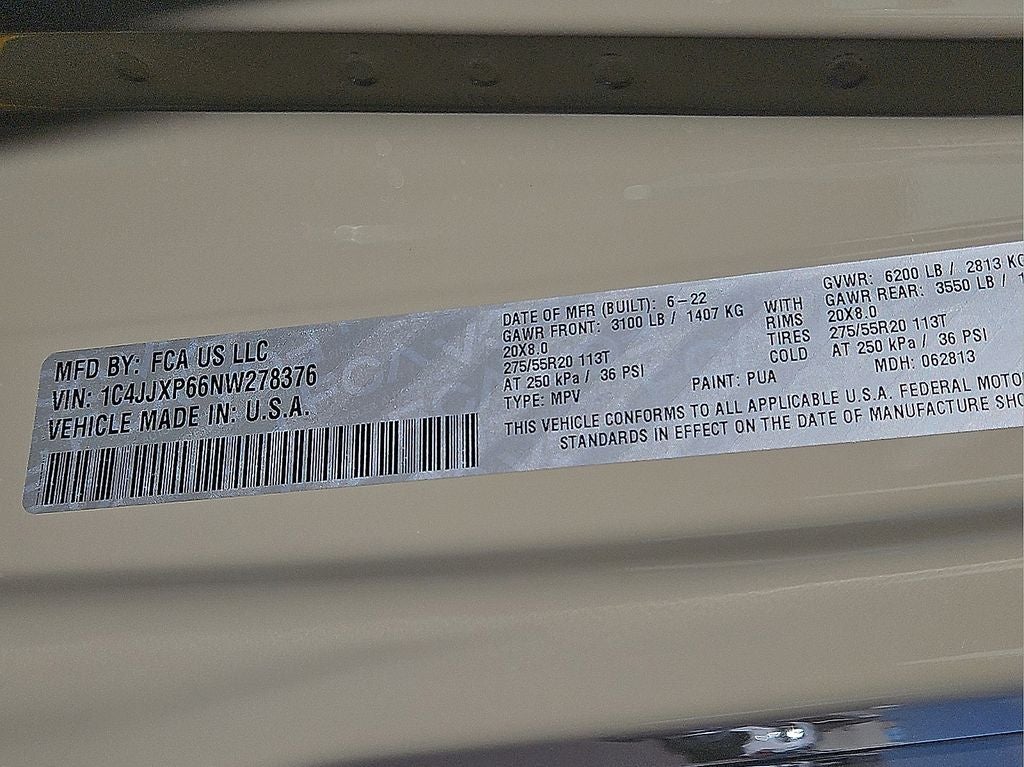 MFD BY: FCA US LLC
VIN: 1C4JJXP66NW278376
VEHICLE MADE IN: U.S.A.
DATE OF MFR (BUILT): 6-22
GAWR FRONT: 3100 LB / 1407 KG
20X8.0
275/55R20 113T
AT 250 kPa / 36 PSI
TYPE: MPV
PAINT: PUA
WITH
RIMS
TIRES
COLD
GVWR: 6200 LB / 2813 KG
GAWR REAR: 3550 LB /
20X8.0
275/55R20 113T
AT 250 kPa / 36 PSI
MDH: 062813
THIS VEHICLE CONFORMS TO ALL APPLICABLE U.S.A. FEDERAL MOTO
STANDARDS IN EFFECT ON THE DATE OF MANUFACTURE SHO